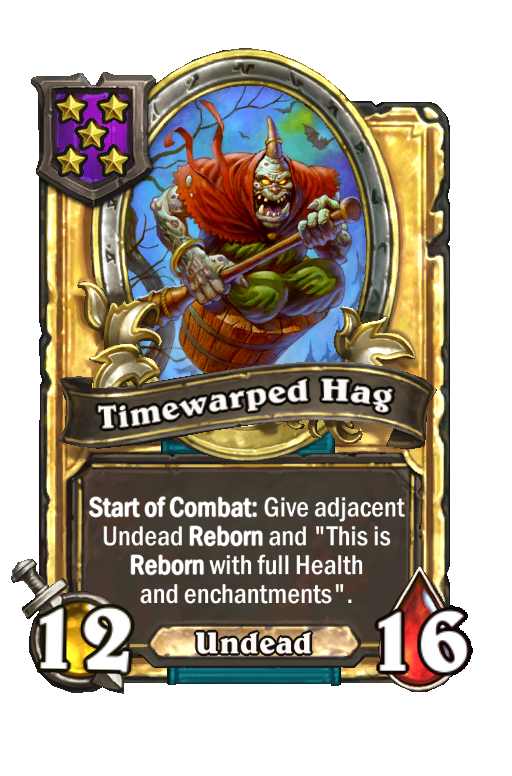 Timewarped Hag
Start of Combat: Give adjacent
Undead Reborn and "This is
Reborn with full Health
and enchantments".
12
Undead
16